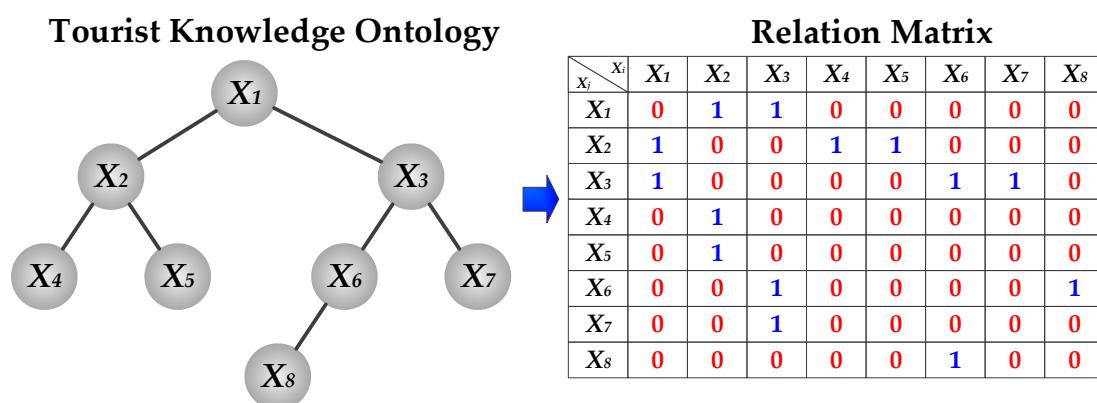 Tourist Knowledge Ontology
X1
X2
X3
X4
X5
X6
X7
X8
Relation Matrix
Xj Xi X1 X2 X3 X4 X5 X6 X7 X8
X1 0 1 1 0 0 0 0 0
X2 1 0 0 1 1 0 0 0
X3 1 0 0 0 0 1 1 0
X4 0 1 0 0 0 0 0 0
X5 0 1 0 0 0 0 0 0
X6 0 0 1 0 0 0 0 1
X7 0 0 1 0 0 0 0 0
X8 0 0 0 0 0 1 0 0